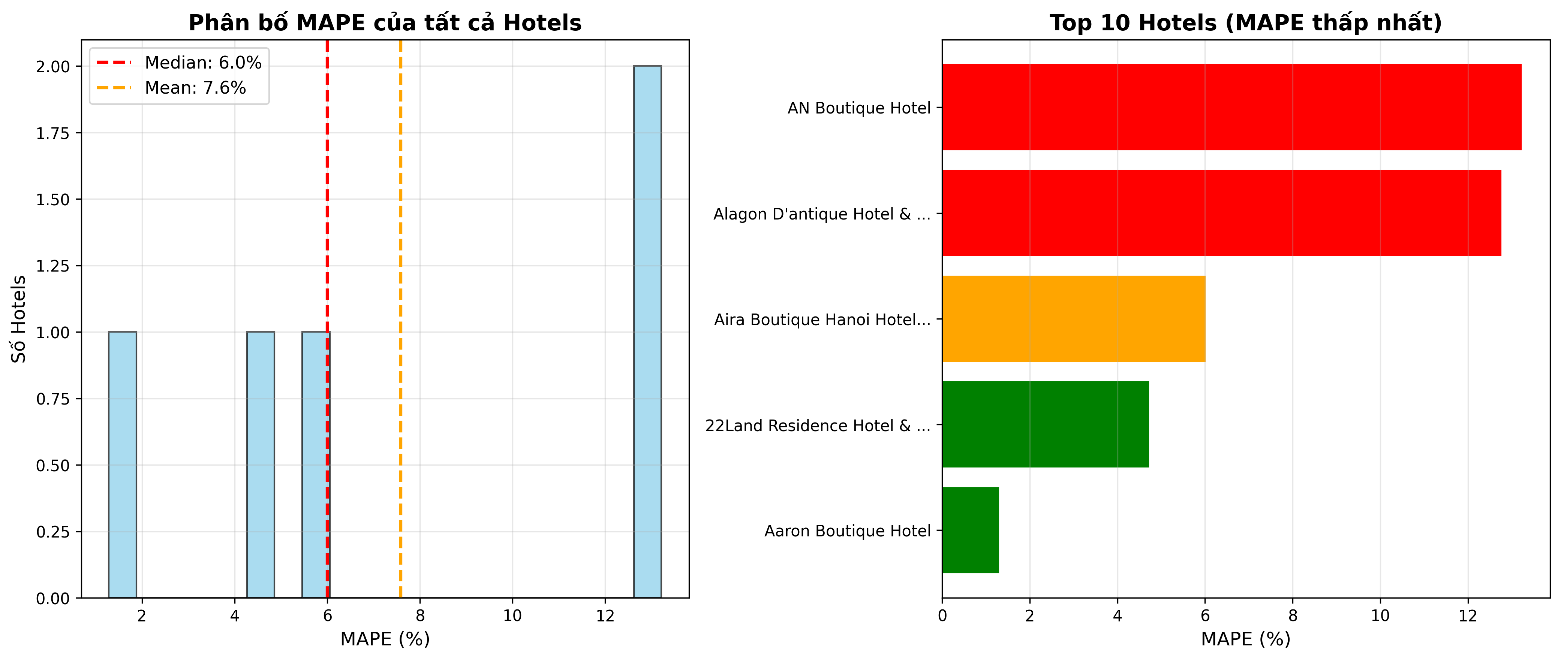 Phân bố MAPE của tất cả Hotels
Median: 6.0%
Mean: 7.6%
Số Hotels
2.00
1.75
1.50
1.25
1.00
0.75
0.50
0.25
0.00
2 4 6 8 10 12
MAPE (%)
Top 10 Hotels (MAPE thấp nhất)
AN Boutique Hotel
Alagon D'antique Hotel & ...
Aira Boutique Hanoi Hotel...
22Land Residence Hotel & ...
Aaron Boutique Hotel
0 2 4 6 8 10 12
MAPE (%)